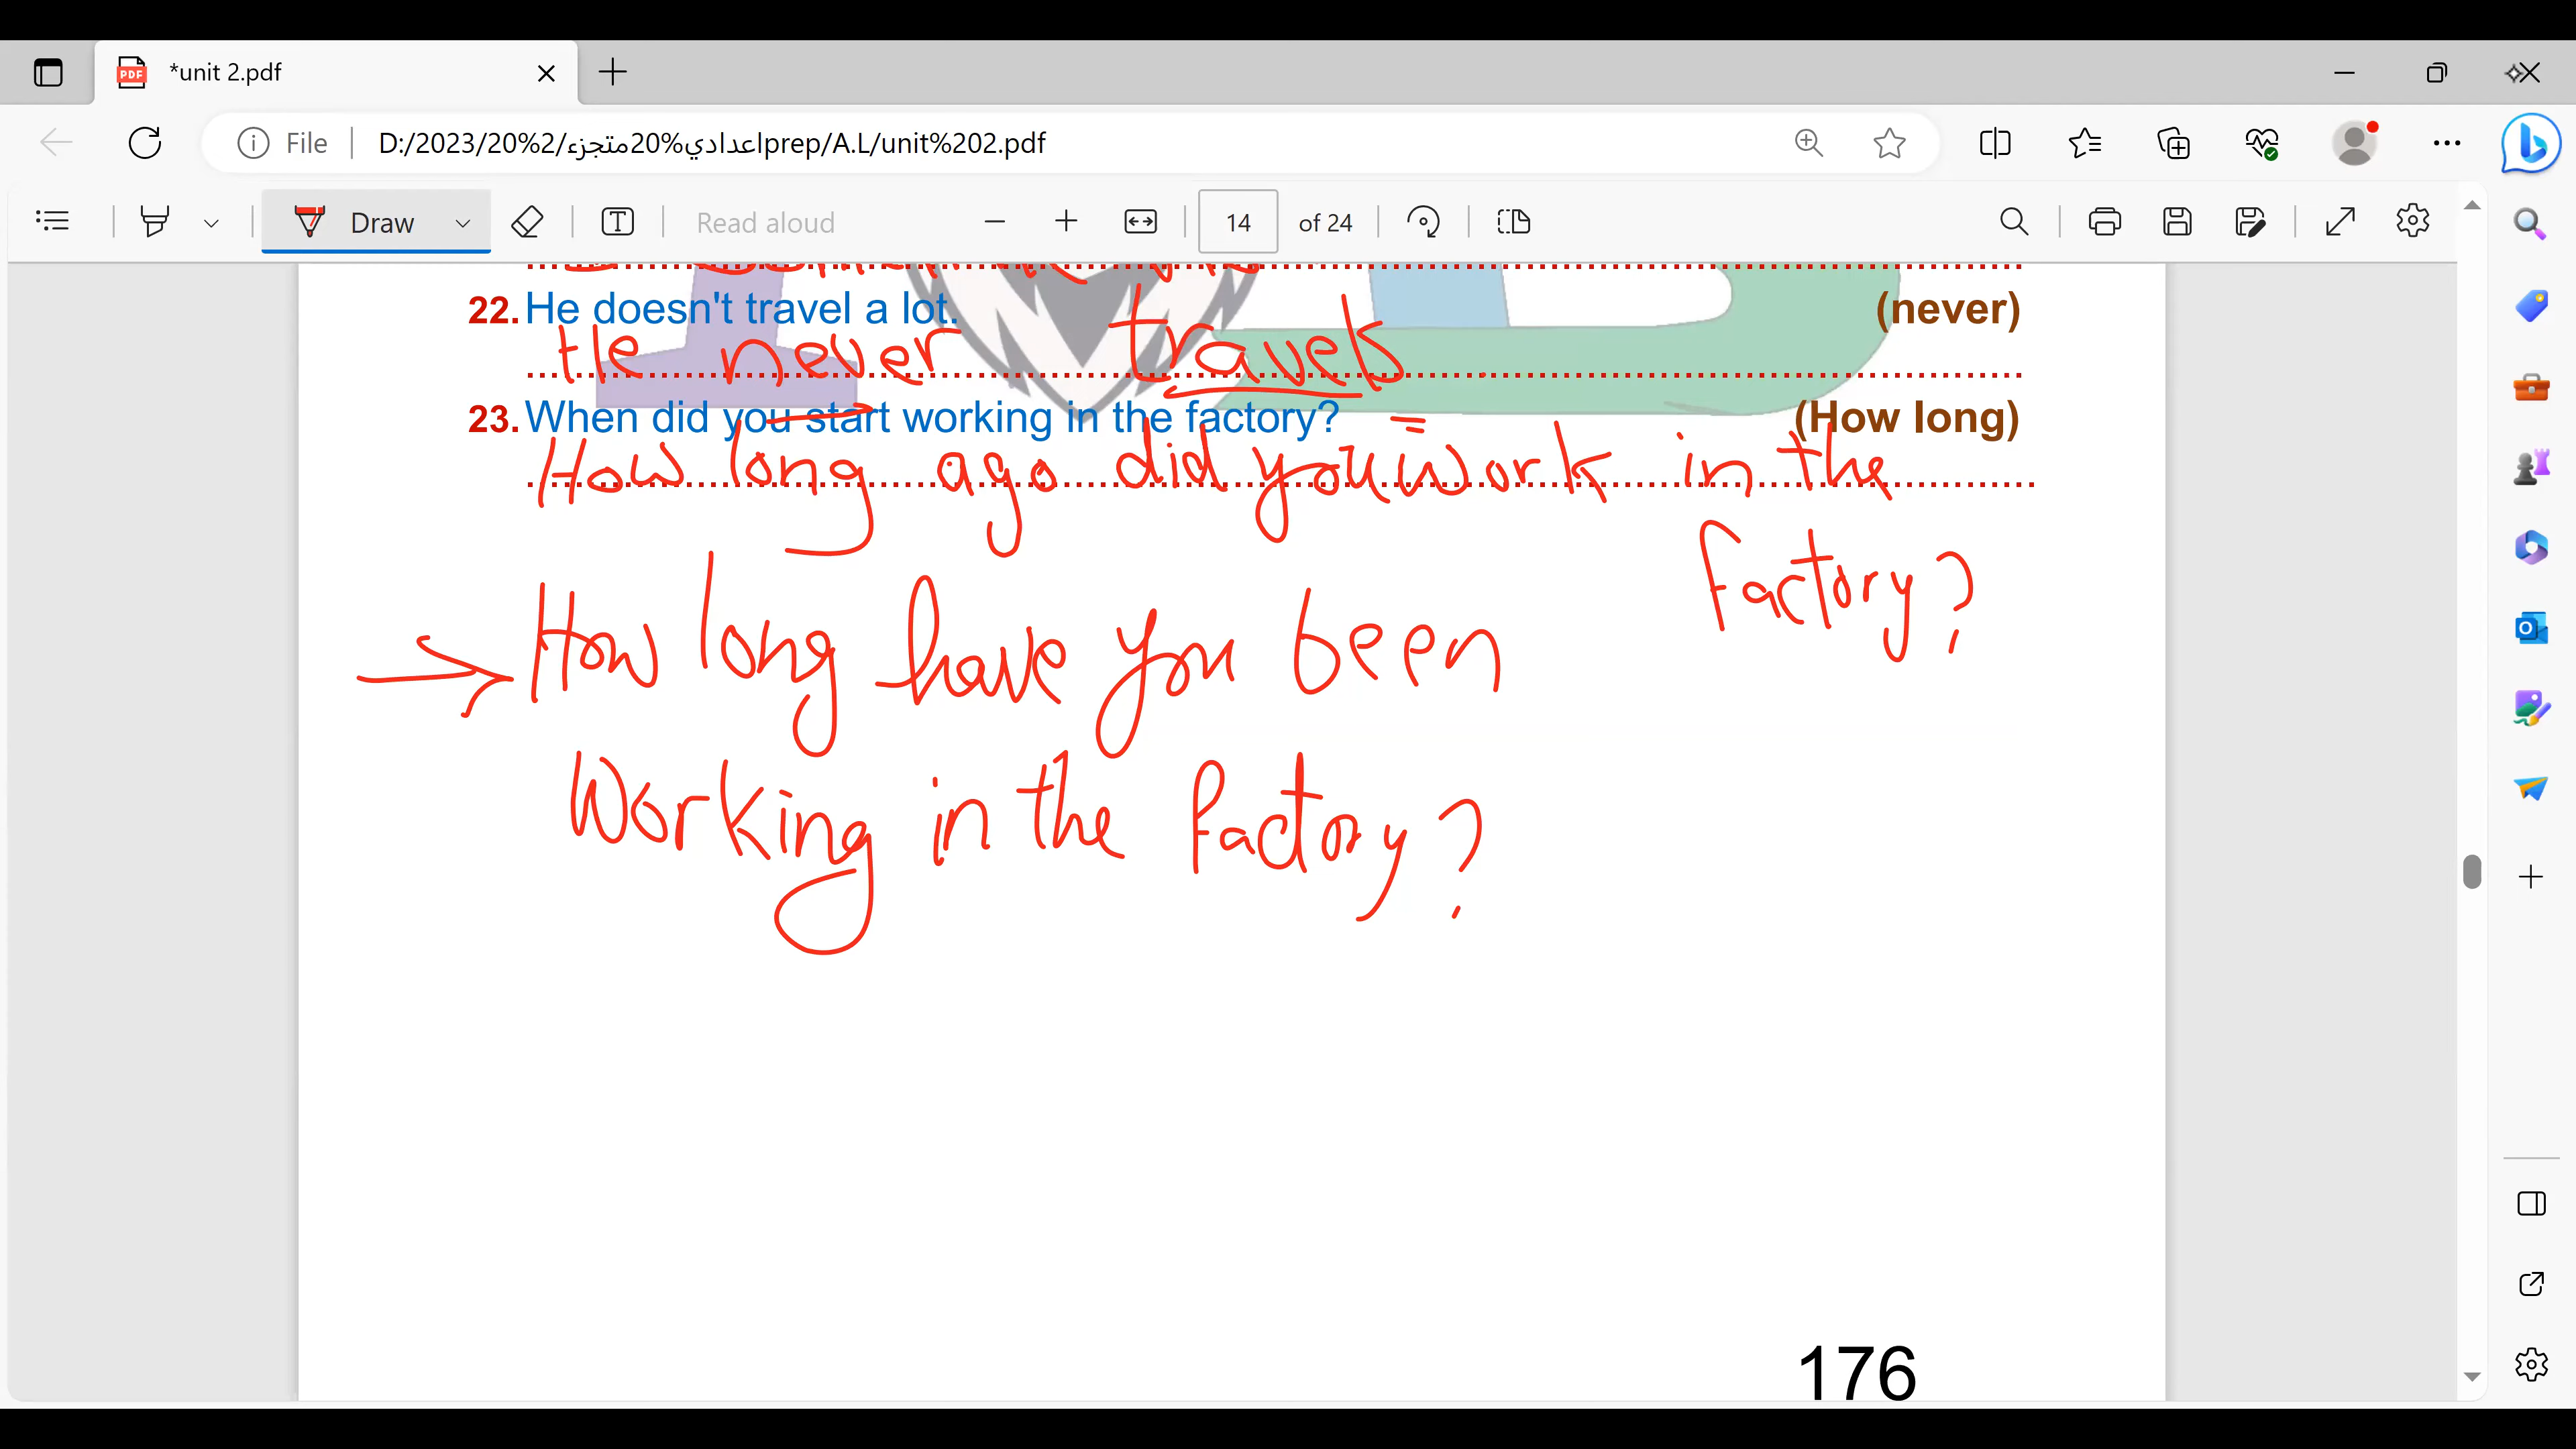 *unit 2.pdf
File D:/2023/20%2/اعدادي%20متجزءprep/A.L/unit%202.pdf
Draw Read aloud 14 of 24
22. He doesn't travel a lot. (never)
He never travels
23. When did you start working in the factory? (How long)
How long ago did you work in the
factory?
How long have you been
working in the factory?
176